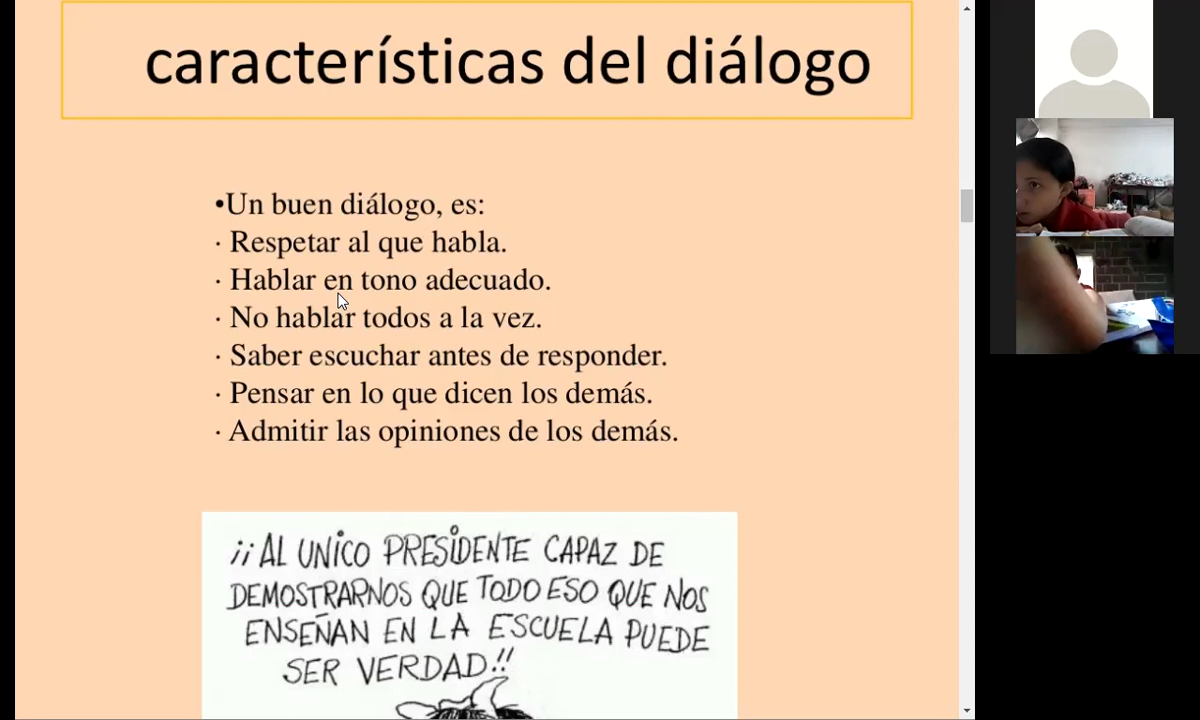 características del diálogo
•Un buen diálogo, es:
· Respetar al que habla.
· Hablar en tono adecuado.
· No hablar todos a la vez.
· Saber escuchar antes de responder.
· Pensar en lo que dicen los demás.
· Admitir las opiniones de los demás.
¡¡AL UNICO PRESIDENTE CAPAZ DE
DEMOSTRARNOS QUE TODO ESO QUE NOS
ENSEÑAN EN LA ESCUELA PUEDE
SER VERDAD!!